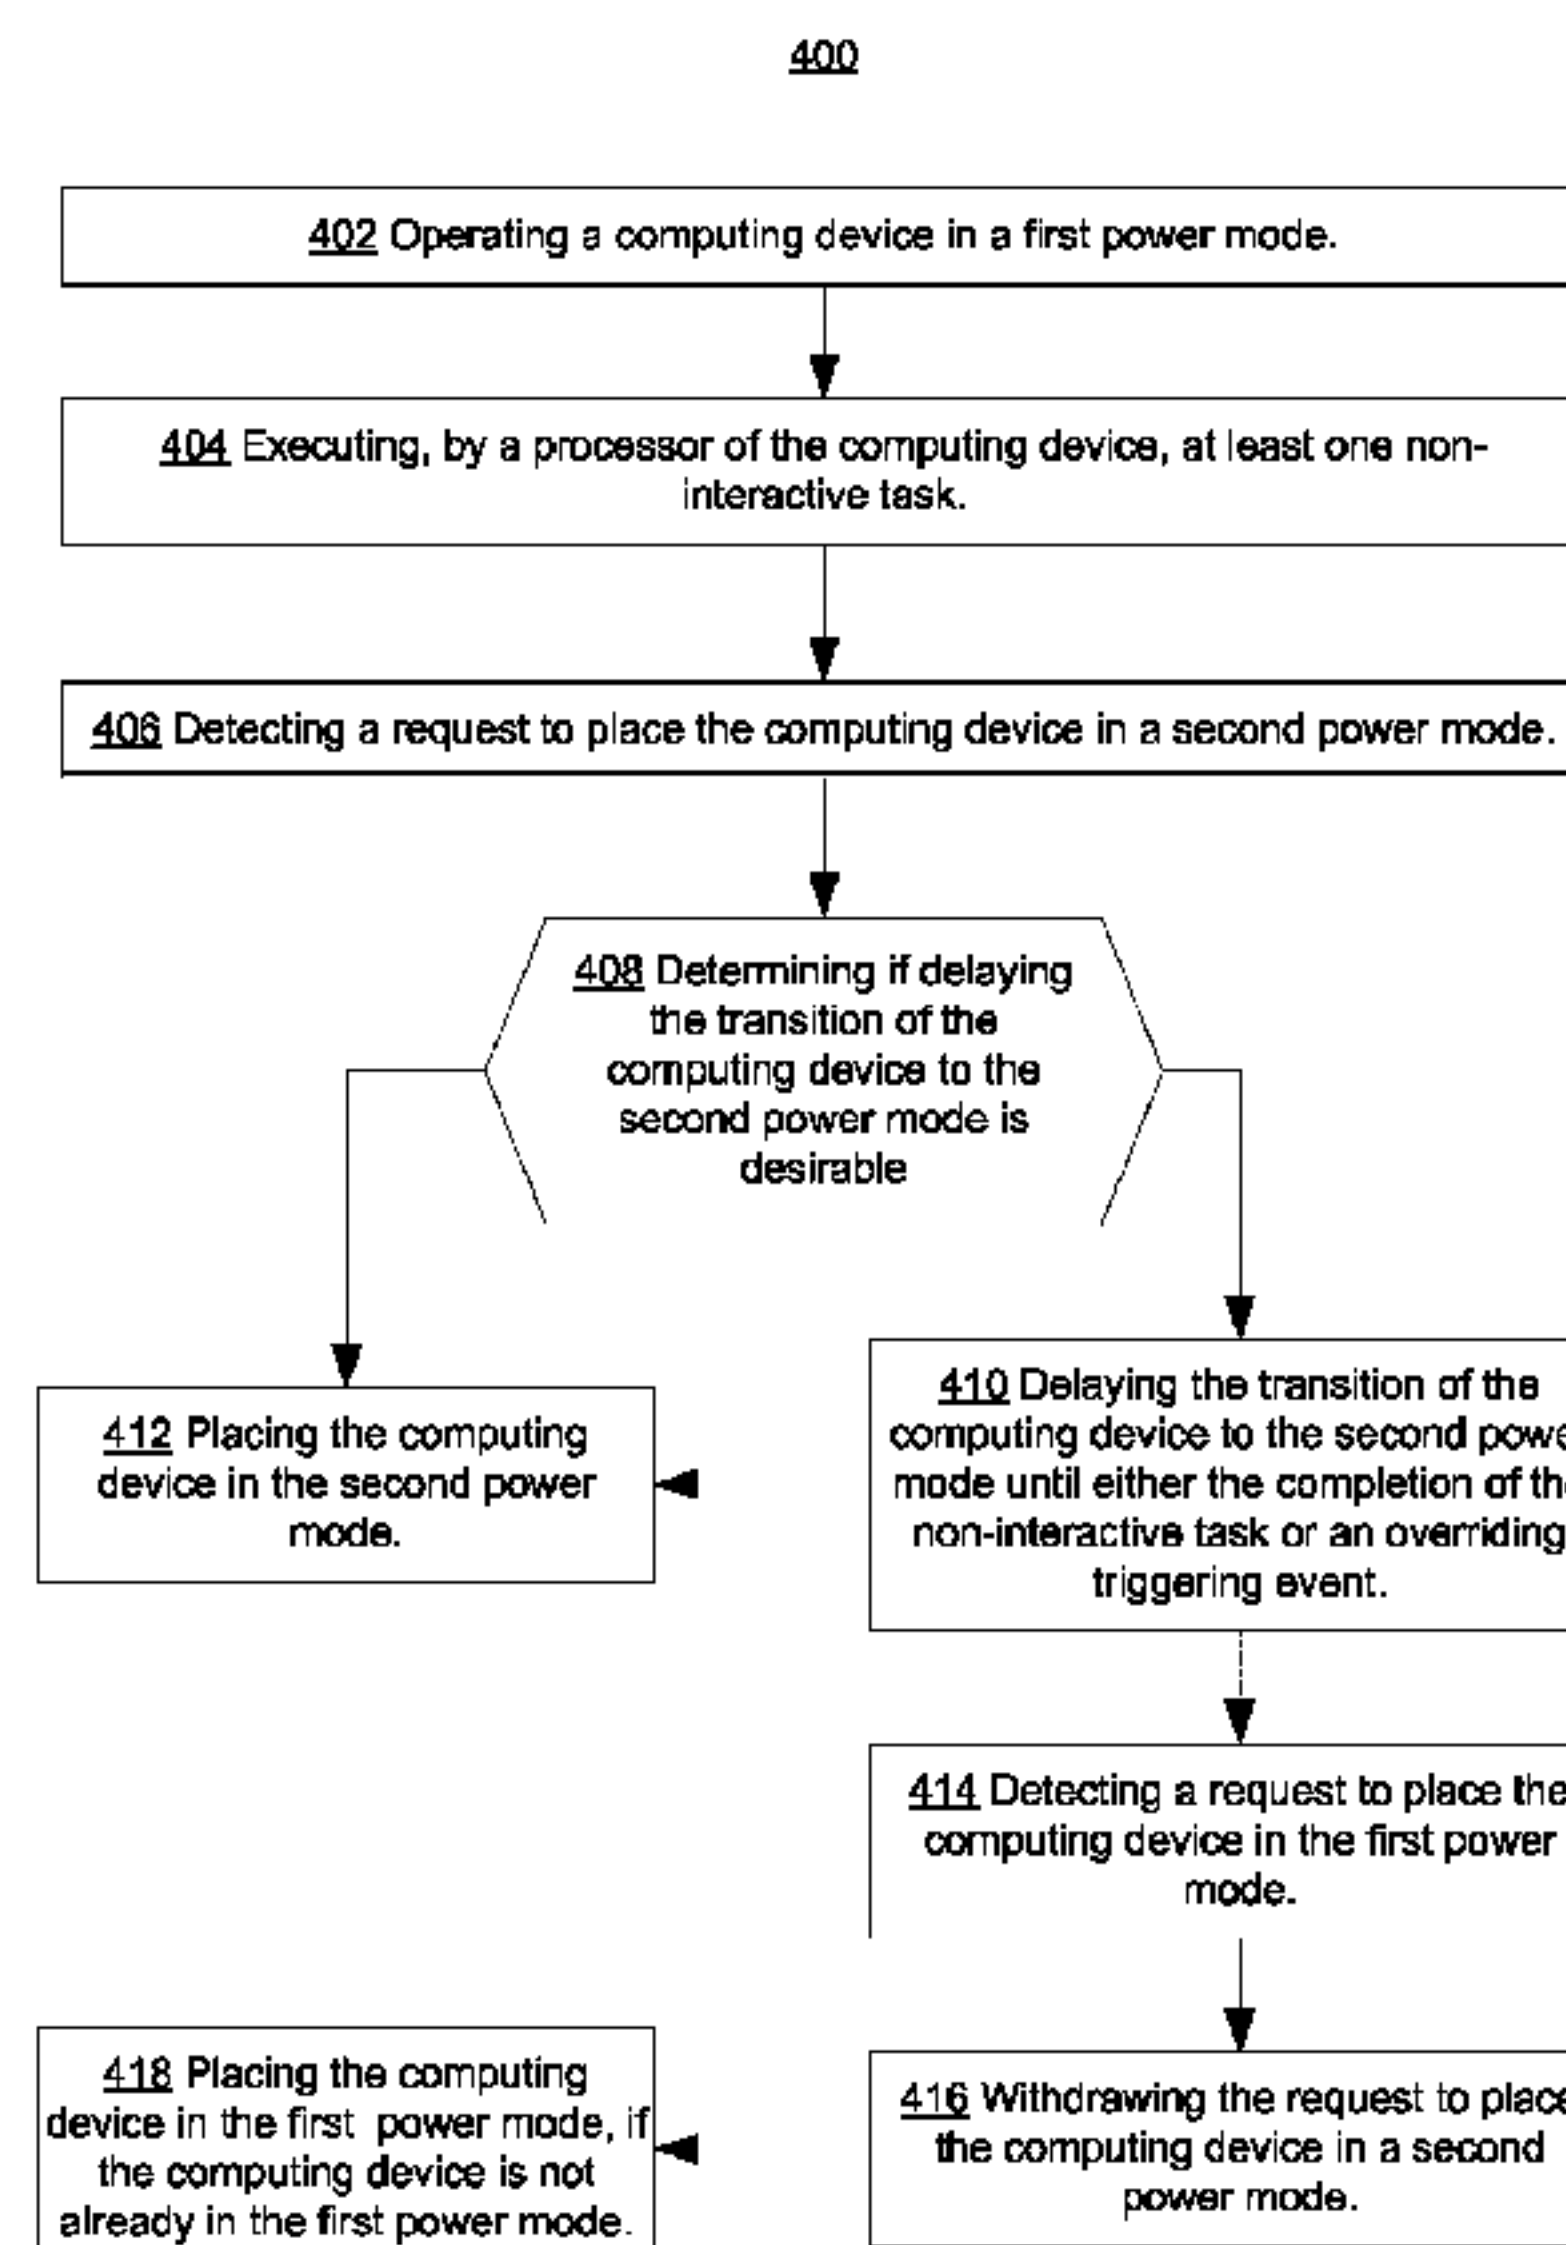 400
402 Operating a computing device in a first power mode.
404 Executing, by a processor of the computing device, at least one non-
interactive task.
406 Detecting a request to place the computing device in a second power mode.
408 Determining if delaying
the transition of the
computing device to the
second power mode is
desirable
412 Placing the computing
device in the second power
mode.
410 Delaying the transition of the
computing device to the second
mode until either the completion of
non-interactive task or an overriding
triggering event.
414 Detecting a request to place the
computing device in the first power
mode.
416 Withdrawing the request to place
the computing device in a second
power mode.
418 Placing the computing
device in the first power mode, if
the computing device is not
already in the first power mode.